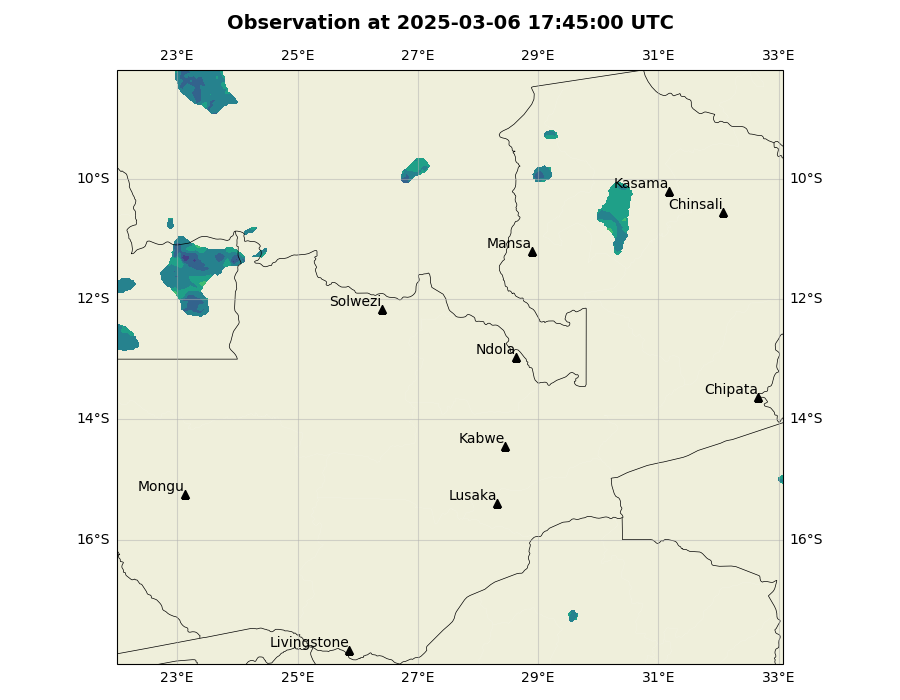 Observation at 2025-03-06 17:45:00 UTC
23°E 25°E 27°E 29°E 31°E 33°E
10°S 10°S
Kasama
Chinsali
Mansa
12°S 12°S
Solwezi
Ndola
Chipata
14°S 14°S
Kabwe
Mongu
Lusaka
16°S 16°S
Livingstone
23°E 25°E 27°E 29°E 31°E 33°E